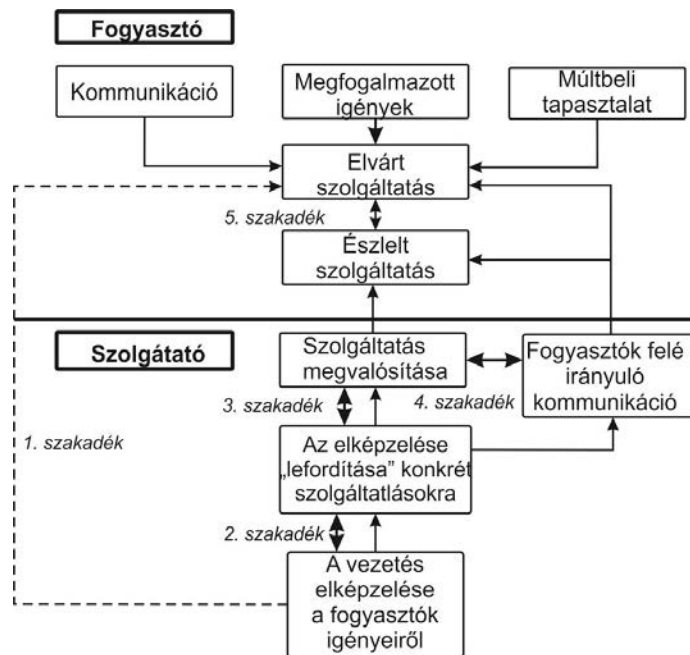 Fogyasztó
Kommunikáció
Megfogalmazott
igények
Múltbeli
tapasztalat
Elvárt
szolgáltatás
5. szakadék
Észlelt
szolgáltatás
Szolgátató
Szolgáltatás
megvalósítása
Fogyasztók felé
irányuló
kommunikáció
3. szakadék
4. szakadék
1. szakadék
Az elképzelése
„lefordítása” konkrét
szolgáltatlásokra
2. szakadék
A vezetés
elképzelése
a fogyasztók
igényeiről